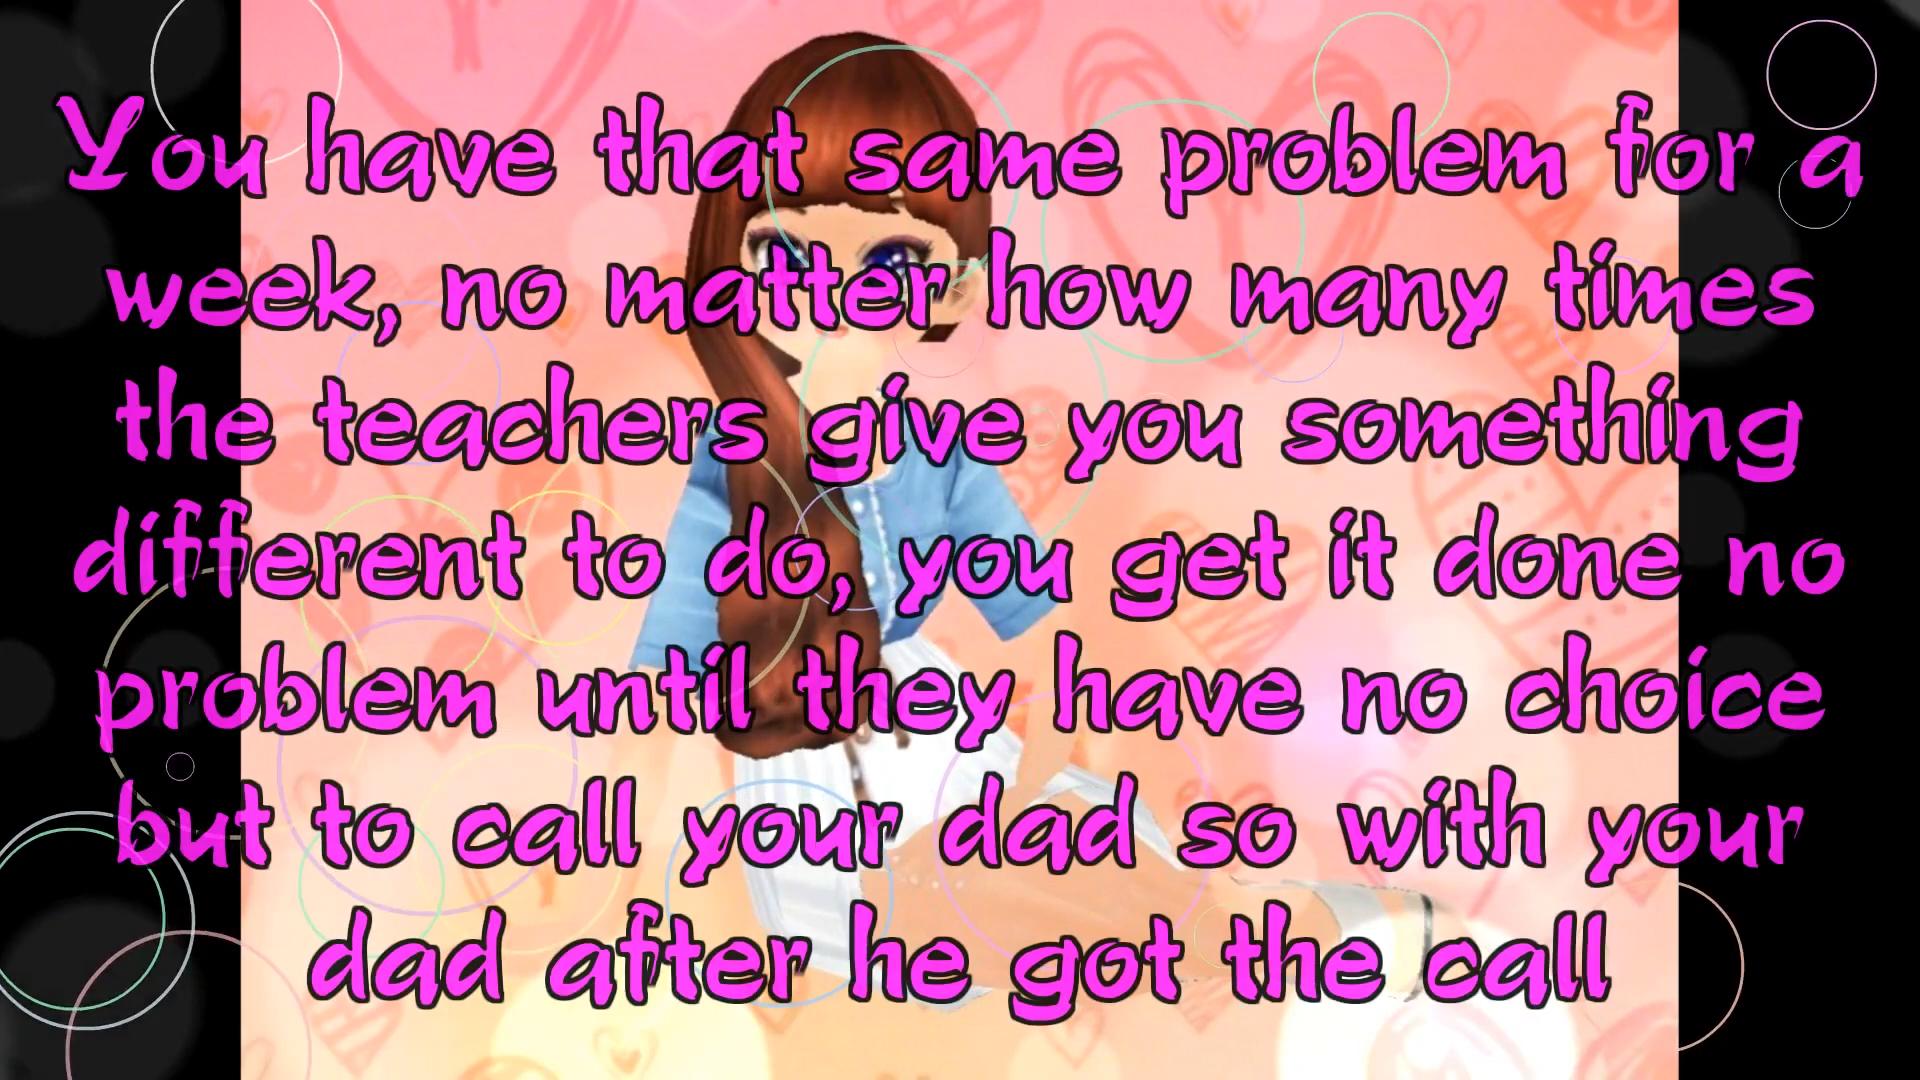 You have that same problem for a
week, no matter how many times
the teachers give you something
different to do, you get it done no
problem until they have no choice
but to call your dad so with your
dad after he got the call